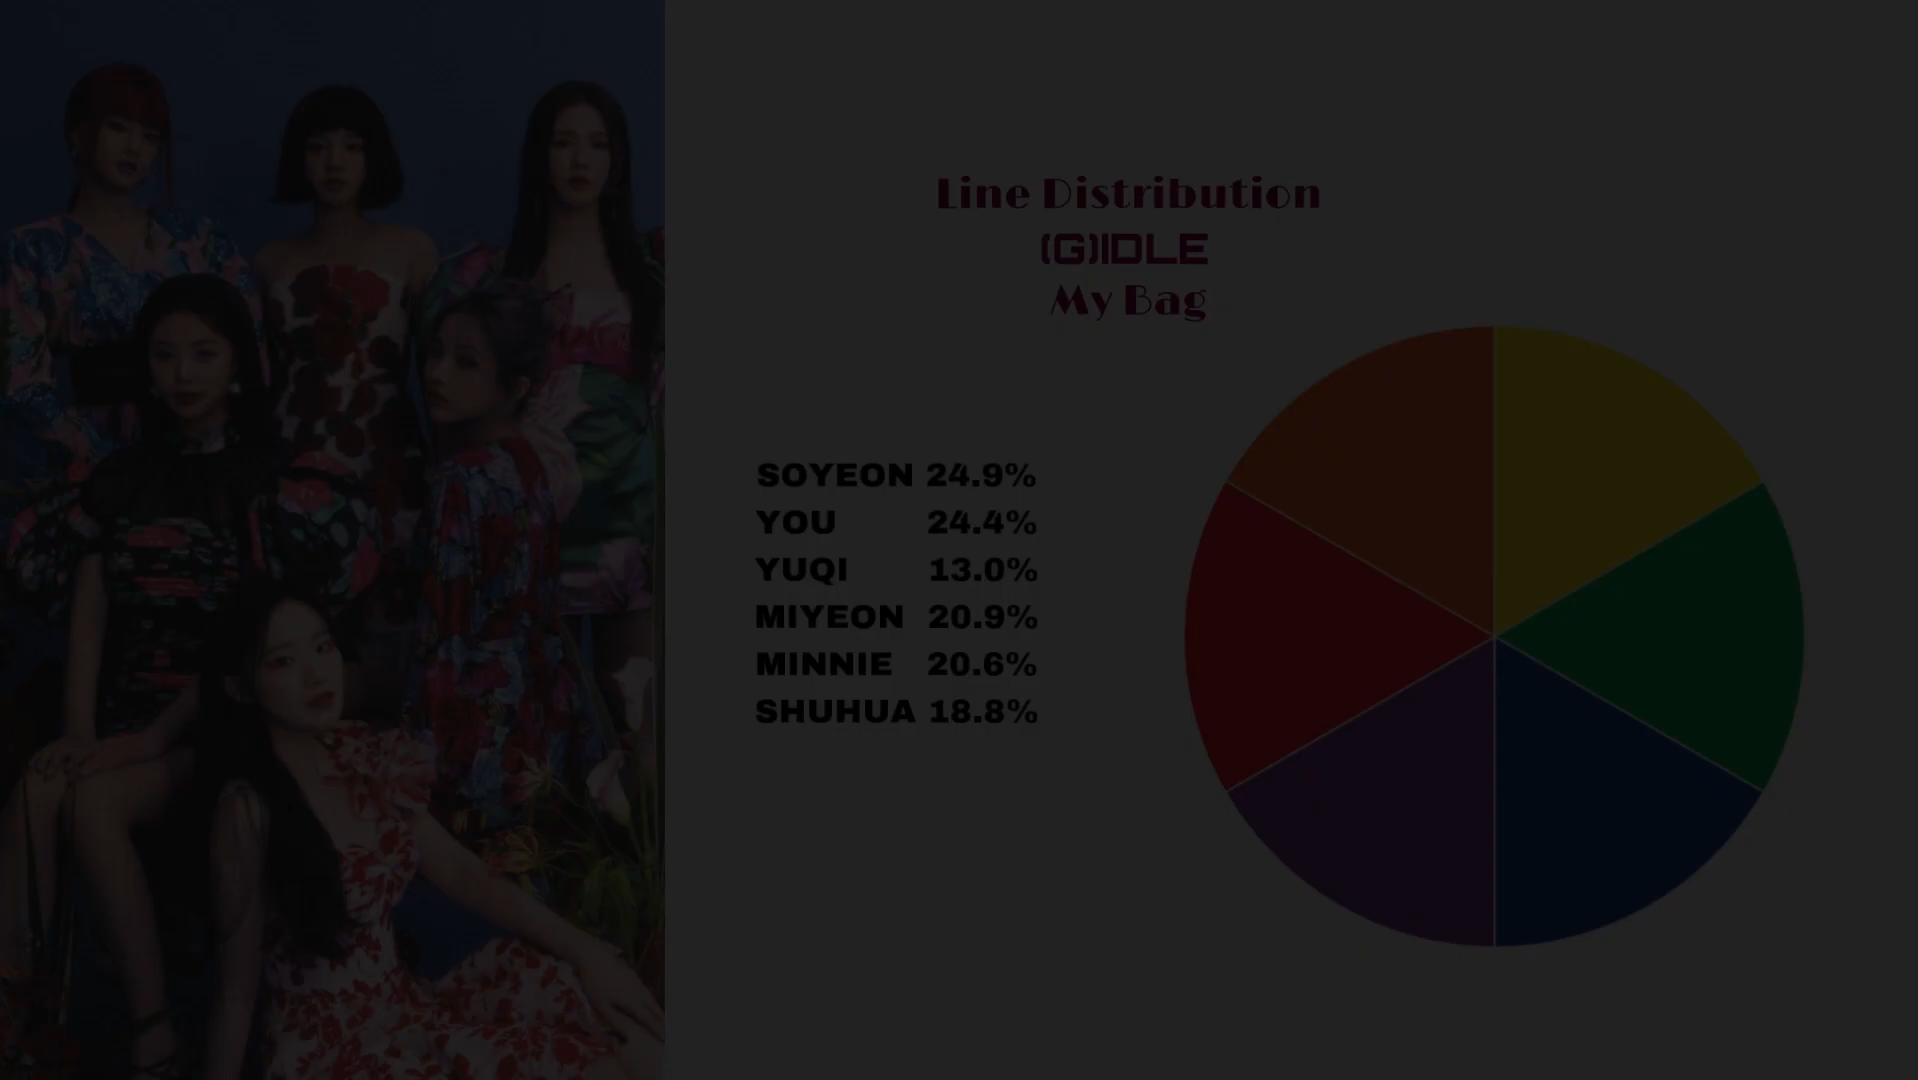 Line Distribution
(G)IDLE
My Bag
SOYEON 24.9%
YOU 24.4%
YUQI 13.0%
MIYEON 20.9%
MINNIE 20.6%
SHUHUA 18.8%